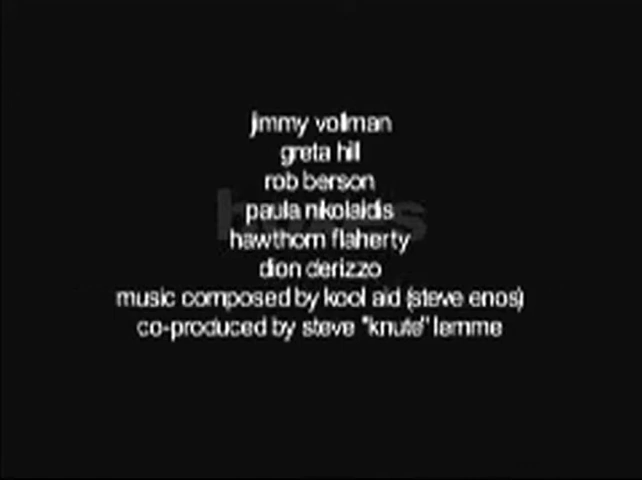 jimmy vollman
greta hill
rob berson
paula nikolaidis
hawthorn flaherty
dion derizzo
music composed by kool aid (steve enos)
co-produced by steve "knute" lemme